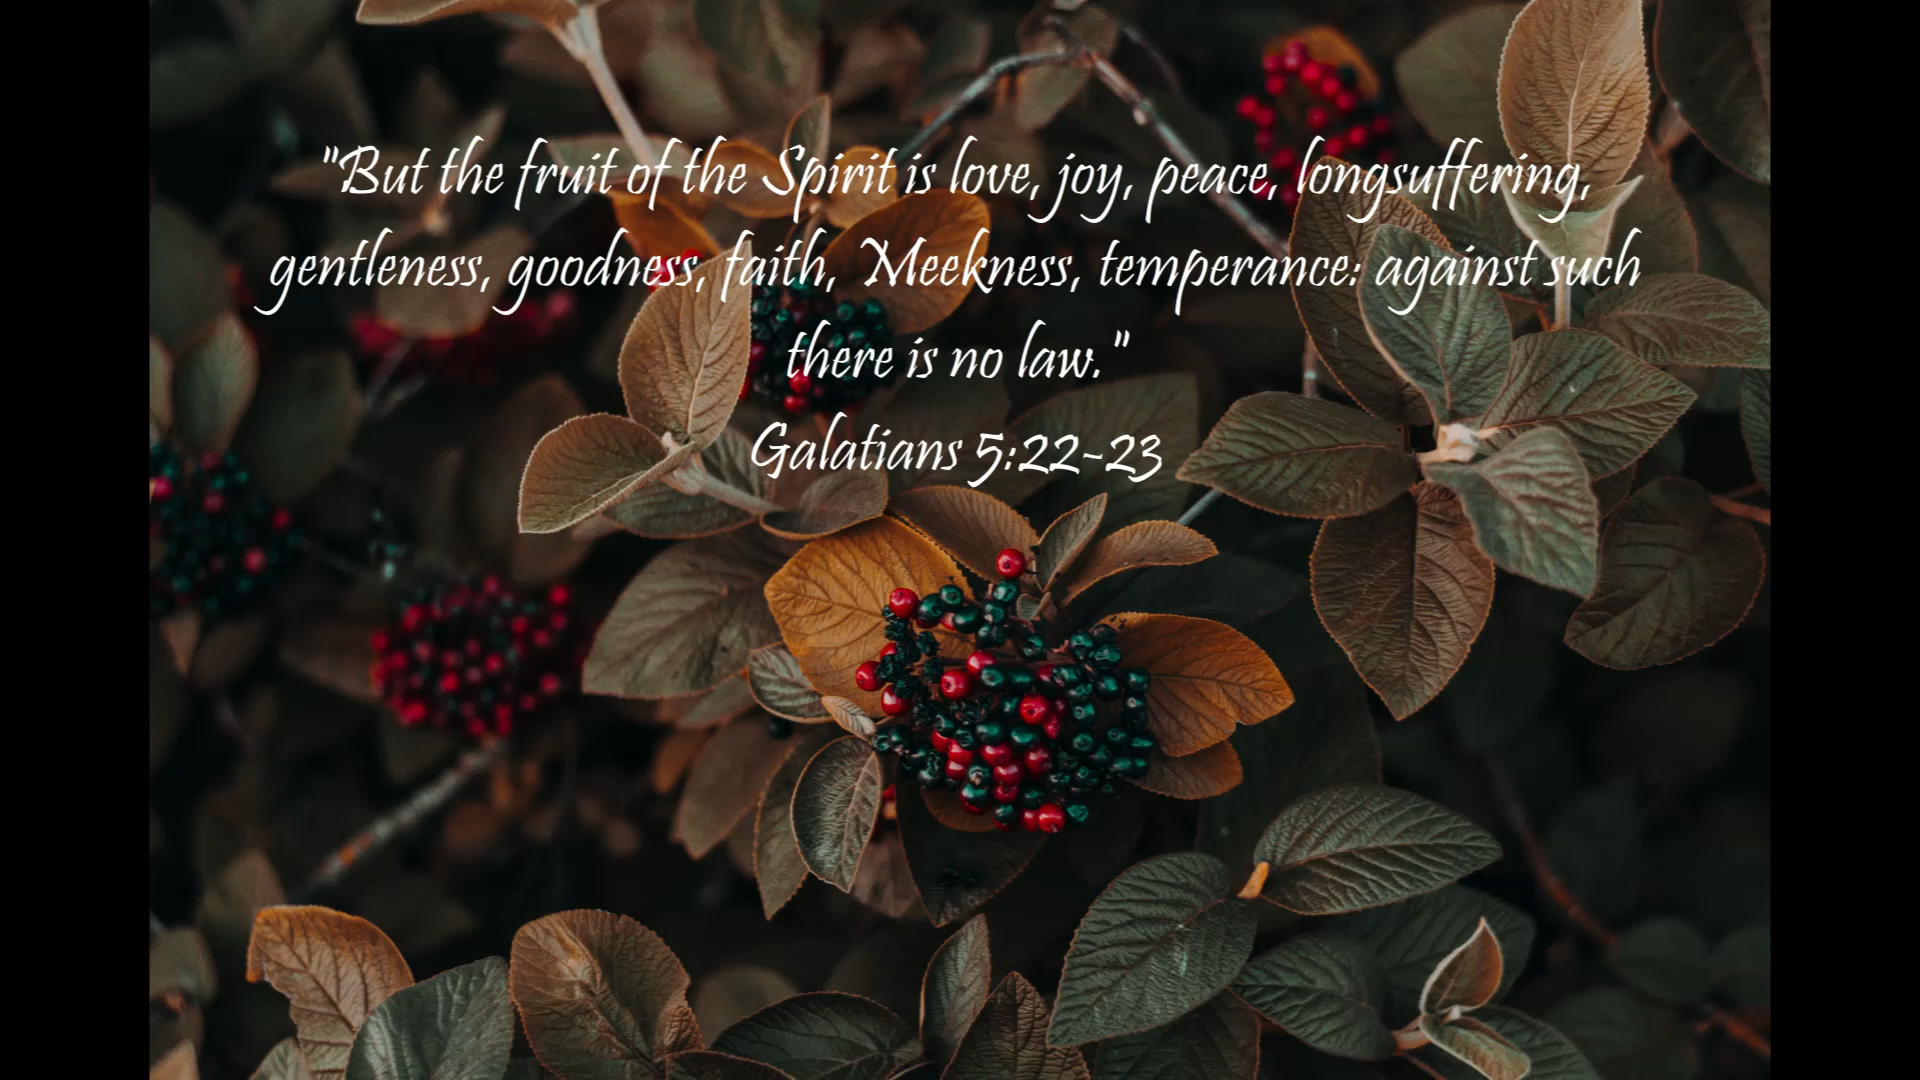 "But the fruit of the Spirit is love, joy, peace, longsuffering,
gentleness, goodness, faith, Meekness, temperance: against such
there is no law."
Galatians 5:22-23